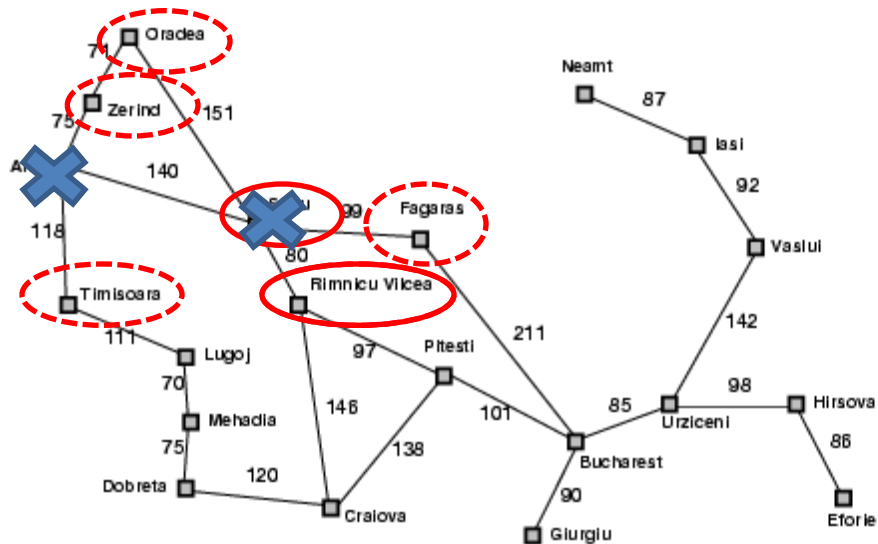 Oradea
71
Neamt
87
Zerind
75
151
Iasi
140
92
99
Fagaras
118
80
Vaslui
Timisoara
Rimnicu Vilcea
111
211
142
Lugoj
97
Pitesti
70
146
98
Hirsova
101
85
Urziceni
Mehadia
75
138
86
Bucharest
Dobreta
120
90
Craiova
Eforie
Giurgiu